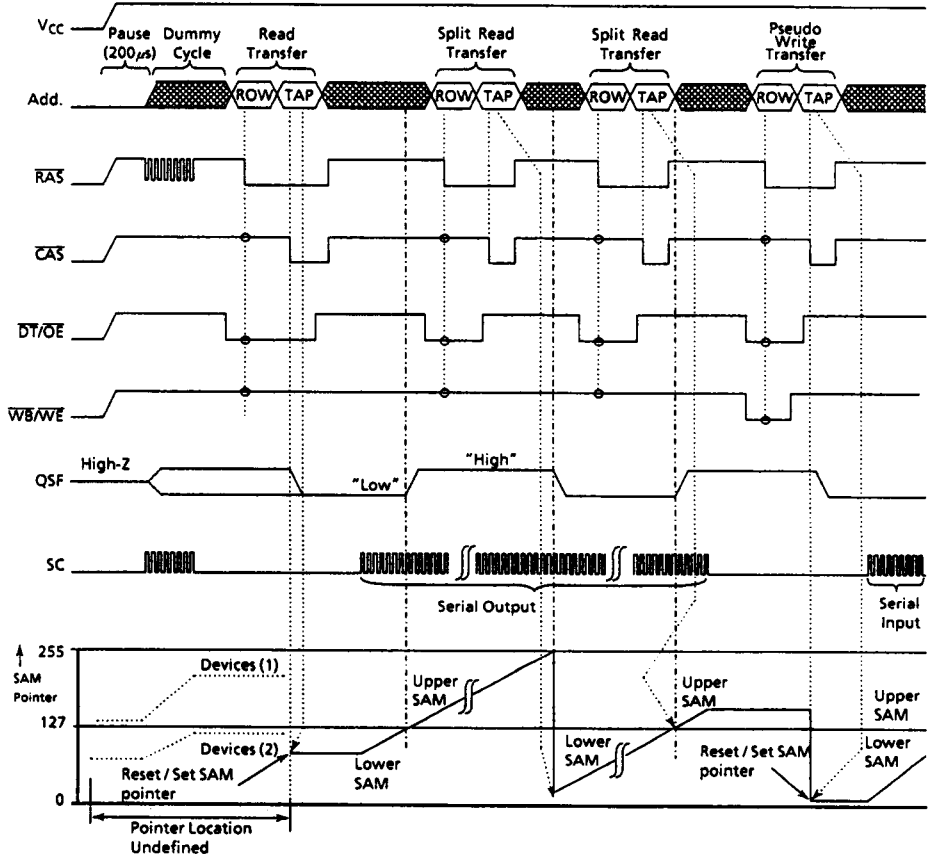 VCC
Pause (200μs)
Dummy Cycle
Read Transfer
Split Read Transfer
Split Read Transfer
Pseudo Write Transfer
Add.
ROW TAP
ROW TAP
ROW TAP
ROW TAP
RAS
CAS
DT/OE
WB/WE
High-Z
QSF
"Low"
"High"
SC
Serial Output
Serial Input
255
SAM Pointer
127
0
Devices (1)
Devices (2)
Reset / Set SAM pointer
Lower SAM
Upper SAM
Lower SAM
Upper SAM
Reset / Set SAM pointer
Upper SAM
Lower SAM
Pointer Location Undefined